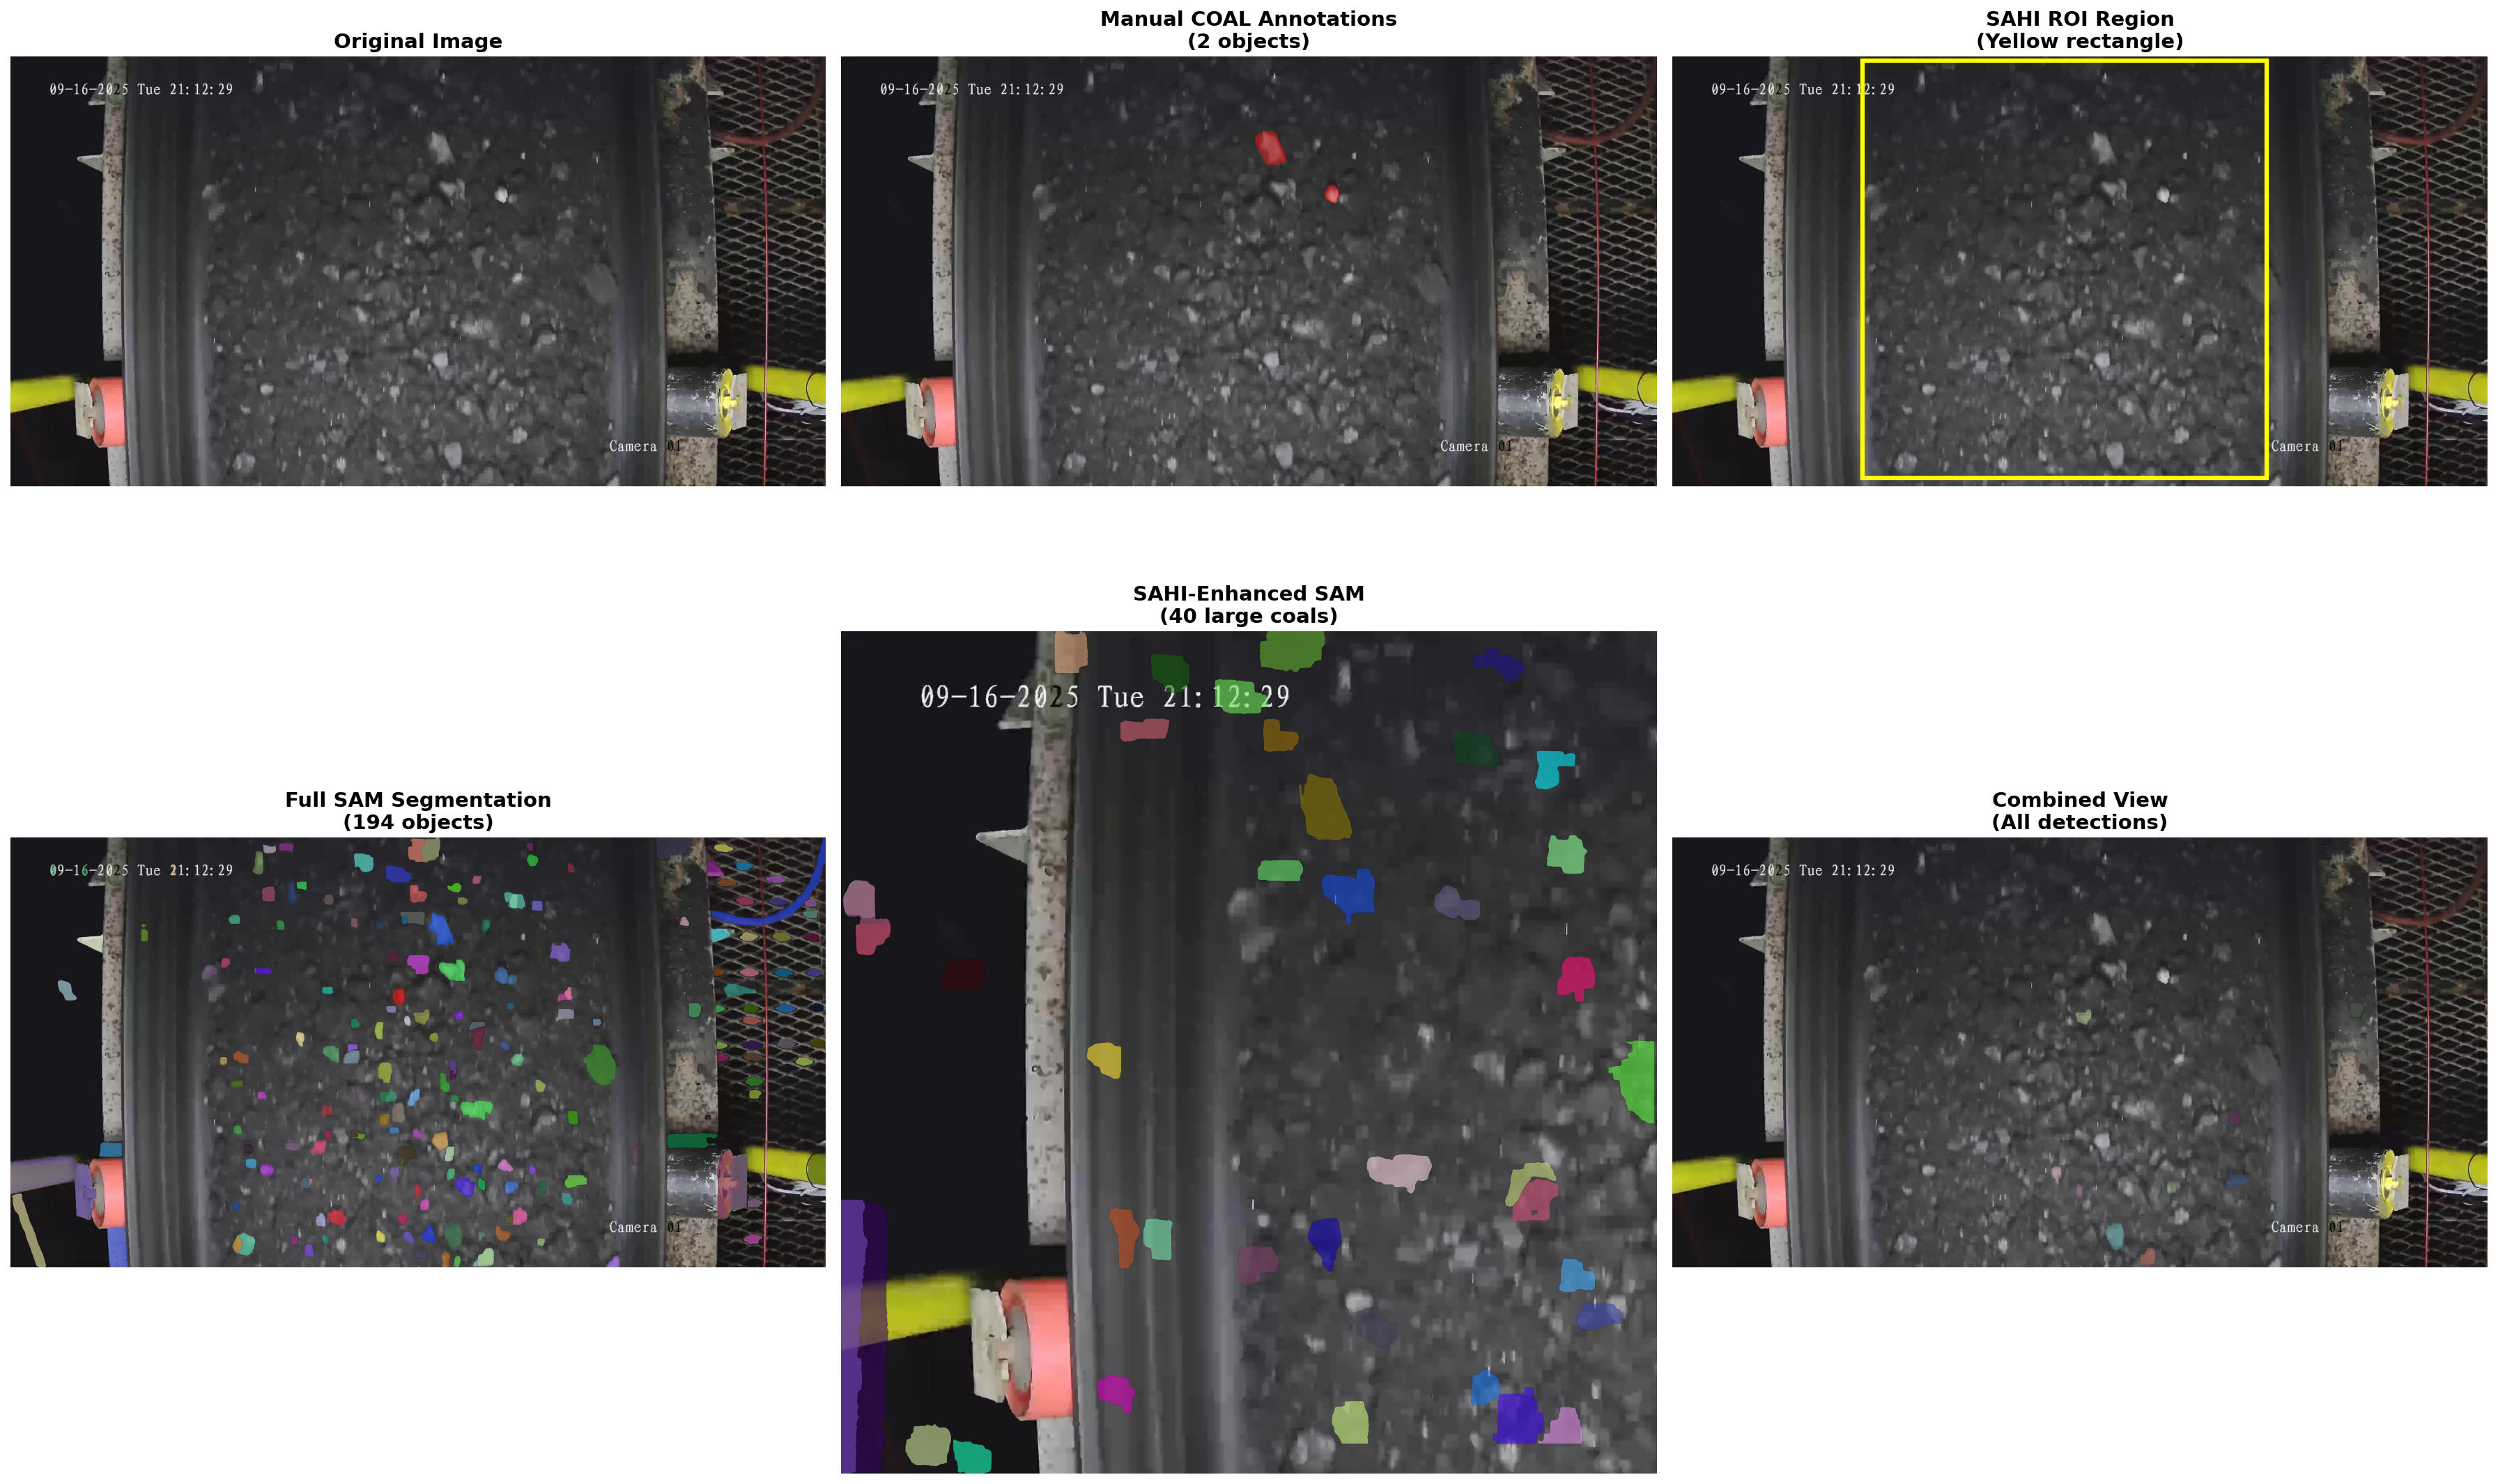 Original Image
09-16-2025 Tue 21:12:29
Camera 01
Manual COAL Annotations
(2 objects)
09-16-2025 Tue 21:12:29
Camera 01
SAHI ROI Region
(Yellow rectangle)
09-16-2025 Tue 21:12:29
Camera 01
Full SAM Segmentation
(194 objects)
09-16-2025 Tue 21:12:29
Camera 01
SAHI-Enhanced SAM
(40 large coals)
09-16-2025 Tue 21:12:29
Combined View
(All detections)
09-16-2025 Tue 21:12:29
Camera 01